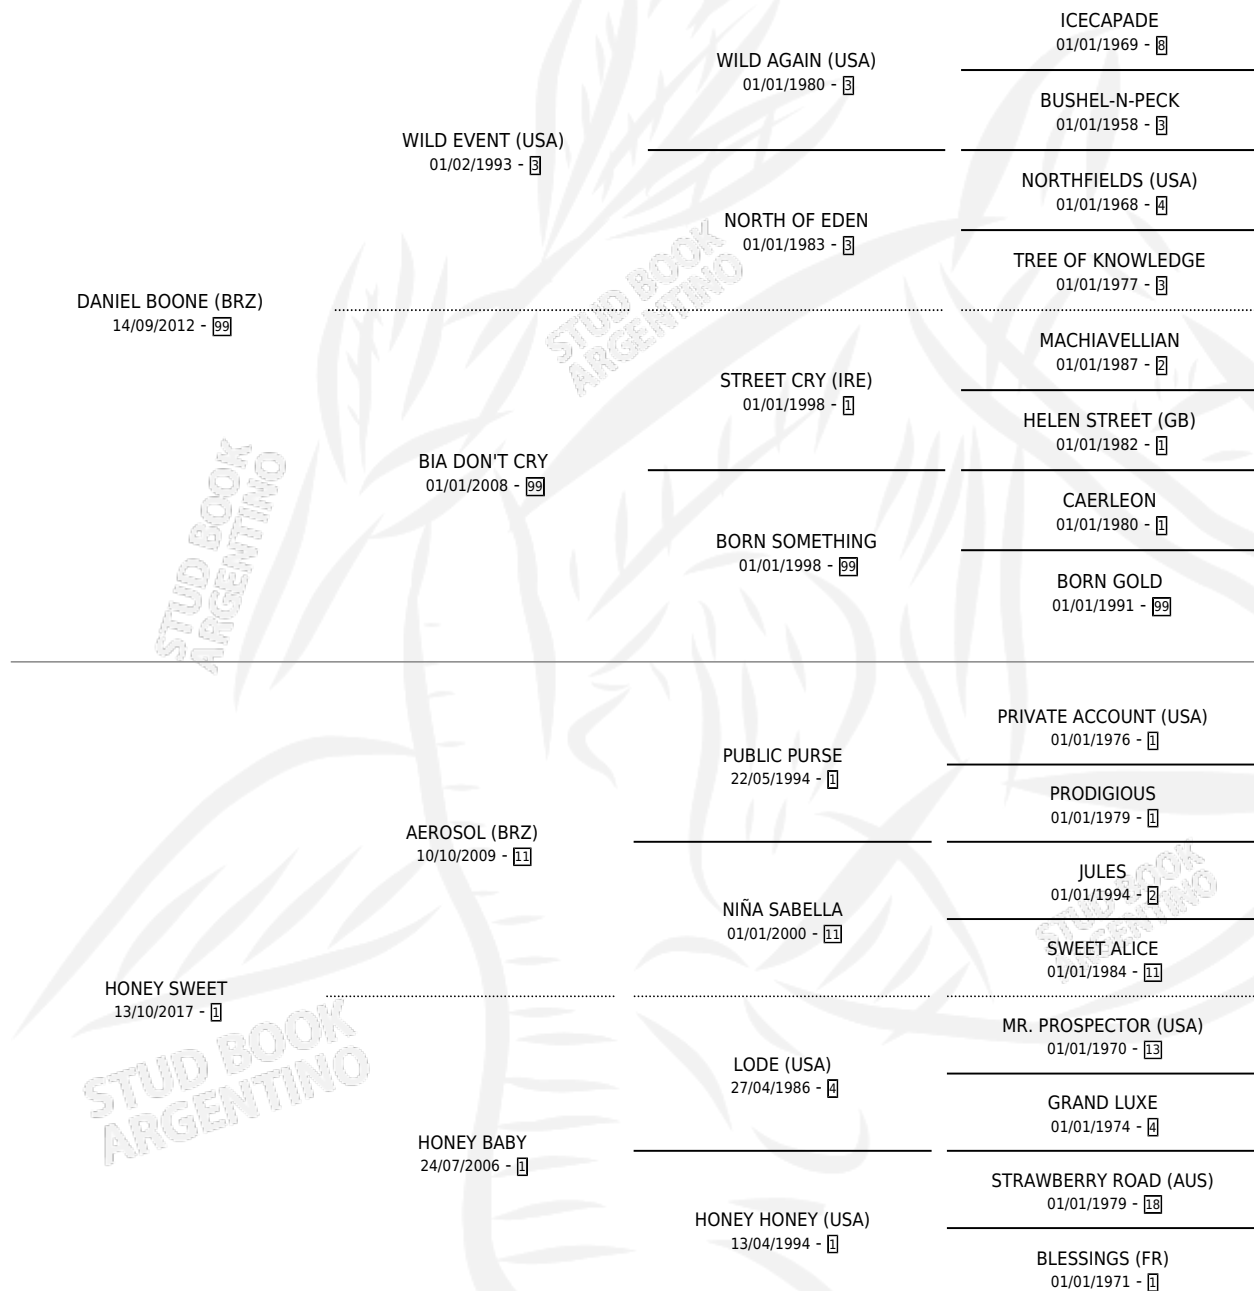 DANIEL BOONE (BRZ)
14/09/2012 - 99
WILD EVENT (USA)
01/02/1993 - 3
WILD AGAIN (USA)
01/01/1980 - 3
ICECAPADE
01/01/1969 - 8
BUSHEL-N-PECK
01/01/1958 - 3
NORTH OF EDEN
01/01/1983 - 3
NORTHFIELDS (USA)
01/01/1968 - 4
TREE OF KNOWLEDGE
01/01/1977 - 3
BIA DON'T CRY
01/01/2008 - 99
STREET CRY (IRE)
01/01/1998 - 1
MACHIAVELLIAN
01/01/1987 - 2
HELEN STREET (GB)
01/01/1982 - 1
BORN SOMETHING
01/01/1998 - 99
CAERLEON
01/01/1980 - 1
BORN GOLD
01/01/1991 - 99
HONEY SWEET
13/10/2017 - 1
AEROSOL (BRZ)
10/10/2009 - 11
PUBLIC PURSE
22/05/1994 - 1
PRIVATE ACCOUNT (USA)
01/01/1976 - 1
PRODIGIOUS
01/01/1979 - 1
NIÑA SABELLA
01/01/2000 - 11
JULES
01/01/1994 - 2
SWEET ALICE
01/01/1984 - 11
HONEY BABY
24/07/2006 - 1
LODE (USA)
27/04/1986 - 4
MR. PROSPECTOR (USA)
01/01/1970 - 13
GRAND LUXE
01/01/1974 - 4
HONEY HONEY (USA)
13/04/1994 - 1
STRAWBERRY ROAD (AUS)
01/01/1979 - 18
BLESSINGS (FR)
01/01/1971 - 1
STUD BOOK
ARGENTINO
STUD BOOK
ARGENTINO
STUD BOOK
ARGENTINO
STUD BOOK
ARGENTINO